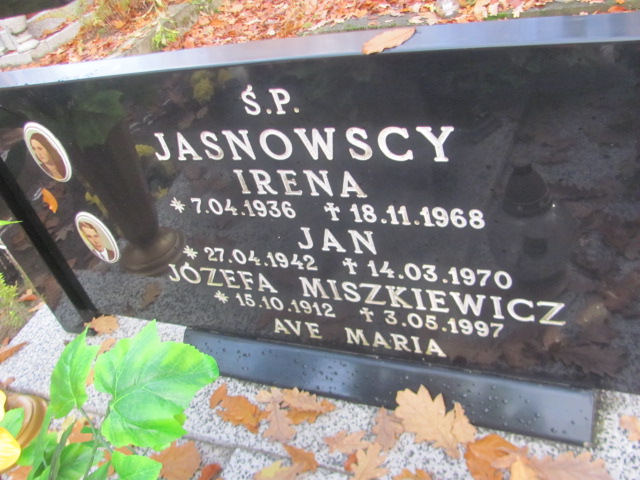 Ś.P.
JASNOWSCY
IRENA
* 7.04.1936 ✝ 18.11.1968
JAN
* 27.04.1942 ✝ 14.03.1970
JÓZEFA MISZKIEWICZ
* 15.10.1912 ✝ 3.05.1997
AVE MARIA